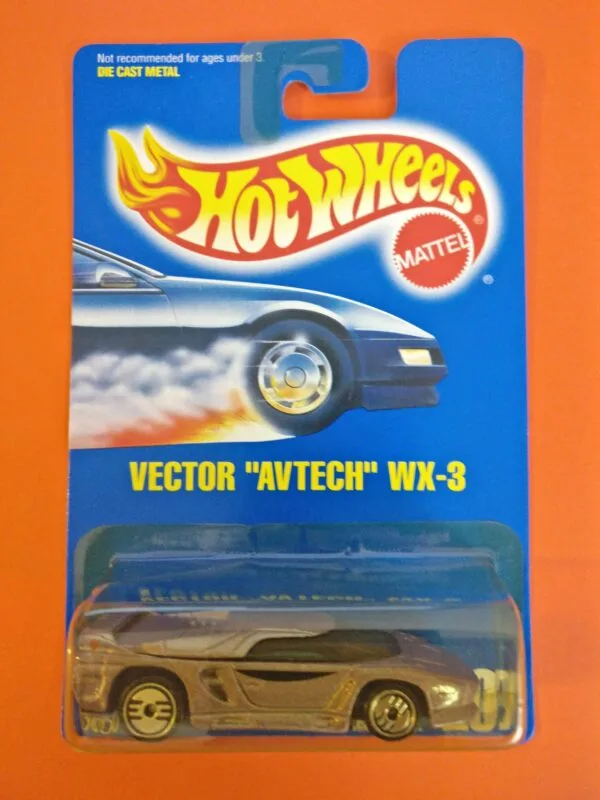 Not recommended for ages under 3.
DIE CAST METAL
HOT WHEELS®
MATTEL
®
VECTOR "AVTECH" WX-3